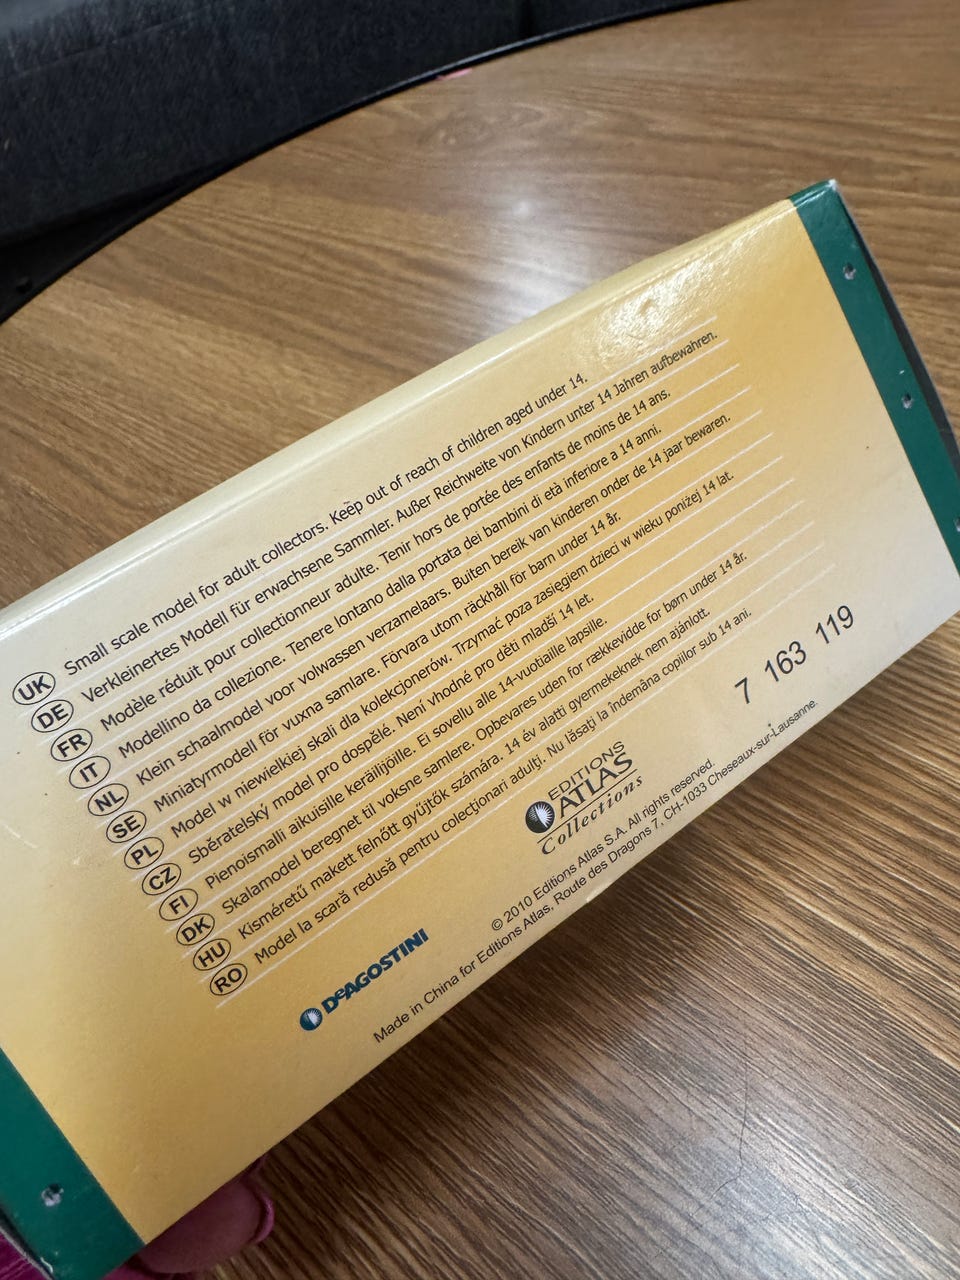 UK Small scale model for adult collectors. Keep out of reach of children aged under 14.
DE Verkleinertes Modell für erwachsene Sammler. Außer Reichweite von Kindern unter 14 Jahren aufbewahren.
FR Modèle réduit pour collectionneur adulte. Tenir hors de portée des enfants de moins de 14 ans.
IT Modellino da collezione. Tenere lontano dalla portata dei bambini di età inferiore a 14 anni.
NL Klein schaalmodel voor volwassen verzamelaars. Buiten bereik van kinderen onder de 14 jaar bewaren.
SE Miniatyrmodell för vuxna samlare. Förvara utom räckhåll för barn under 14 år.
PL Model w niewielkiej skali dla kolekcjonerów. Trzymać poza zasięgiem dzieci w wieku poniżej 14 lat.
CZ Sběratelský model pro dospělé. Není vhodné pro děti mladší 14 let.
FI Pienoismalli aikuisille keräilijöille. Ei sovellu alle 14-vuotiaille lapsille.
DK Skalamodel beregnet til voksne samlere. Opbevares uden for rækkevidde for børn under 14 år.
HU Kisméretű makett felnőtt gyűjtők számára. 14 év alatti gyermekeknek nem ajánlott.
RO Model la scară redusă pentru colecționari adulți. Nu lăsați la îndemâna copiilor sub 14 ani.
7 163 119
EDITIONS
ATLAS
Collections
DeAGOSTINI
© 2010 Editions Atlas S.A. All rights reserved.
Made in China for Editions Atlas, Route des Dragons 7, CH-1033 Cheseaux-sur-Lausanne.